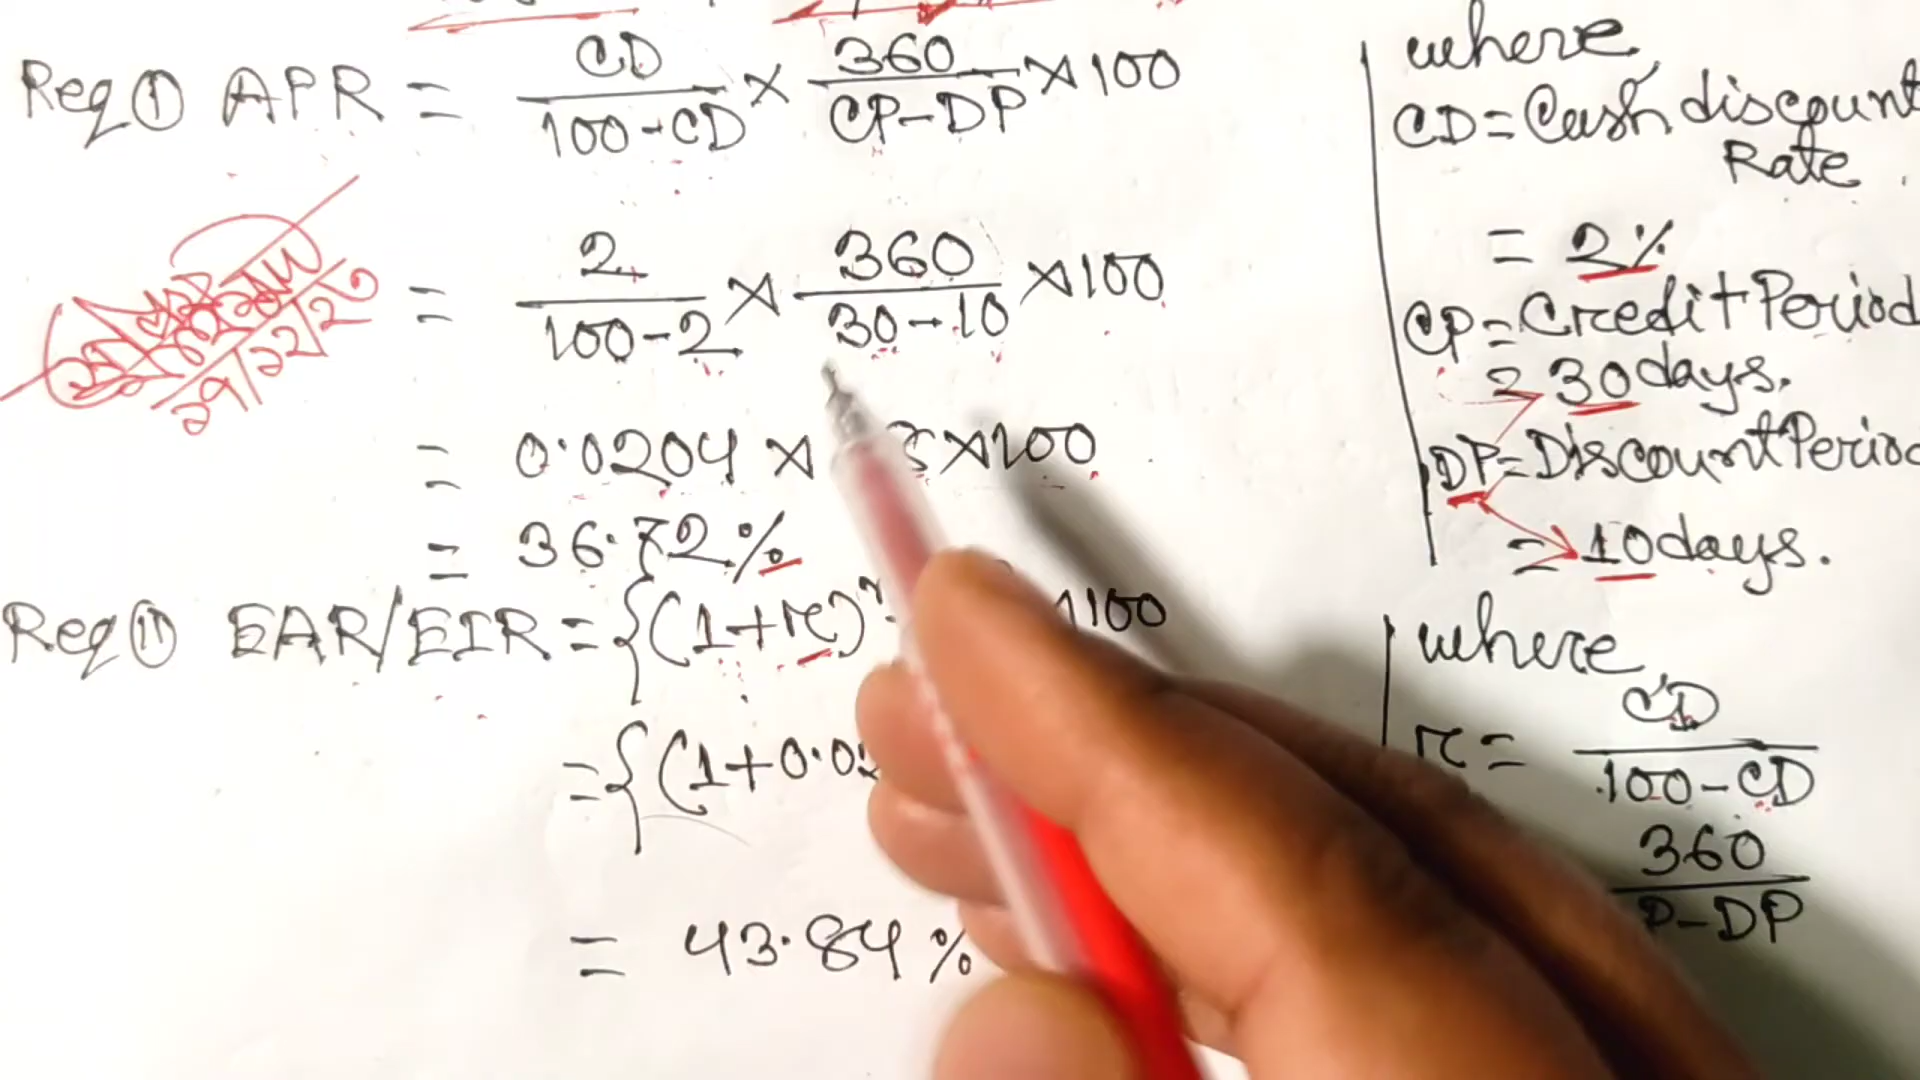 Req ① APR = CD / 100-CD × 360 / CP-DP × 100
= 2 / 100-2 × 360 / 30-10 × 100
= 0.0204 × × 100
= 36.72%
Req ⑪ EAR/EIR = {(1+r) 100
= {(1+0.02
= 43.84%
where,
CD = Cash discount
Rate
= 2%
CP = Credit Period
= 30 days.
DP = Discount Period
= 10 days.
where,
r = CD / 100-CD
360 / P-DP